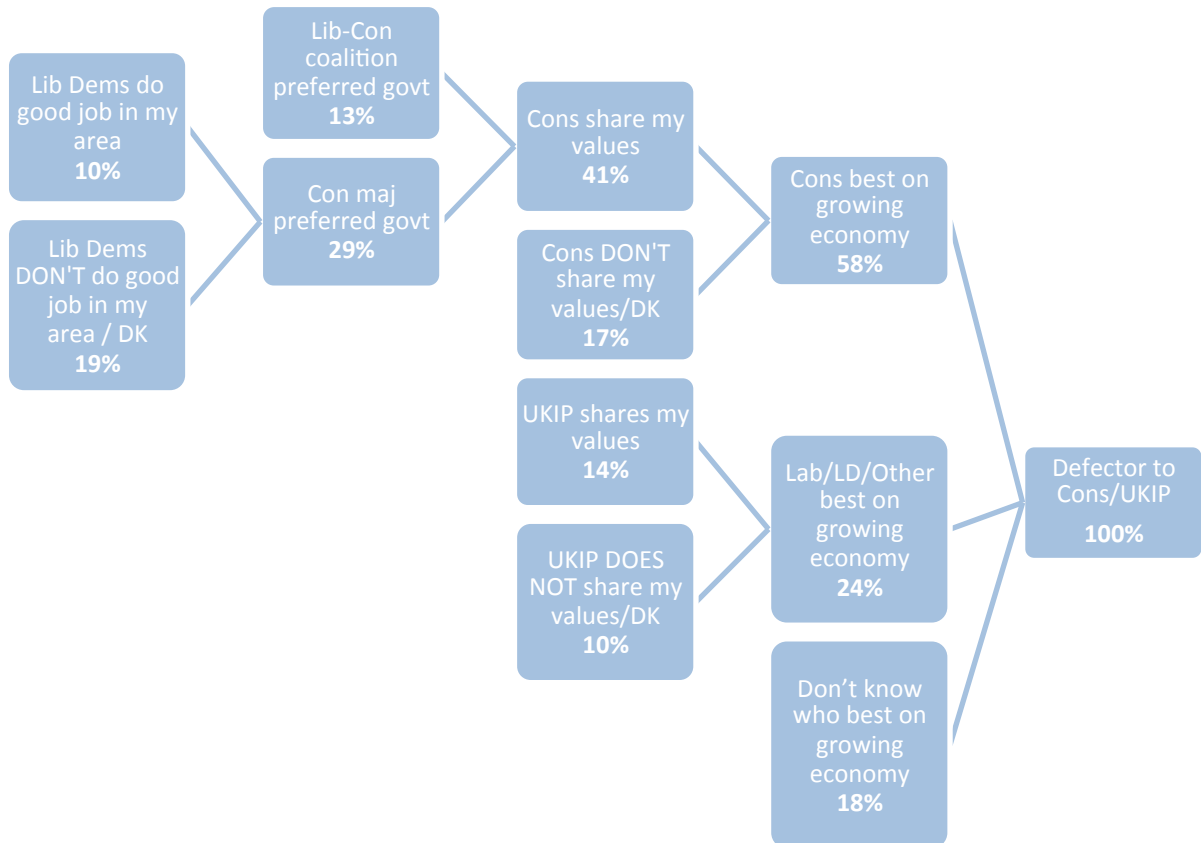 Lib Dems do
good job in my
area
10%
Lib Dems
DON'T do good
job in my
area / DK
19%
Lib-Con
coalition
preferred govt
13%
Con maj
preferred govt
29%
Cons share my
values
41%
Cons DON'T
share my
values/DK
17%
UKIP shares my
values
14%
UKIP DOES
NOT share my
values/DK
10%
Cons best on
growing
economy
58%
Lab/LD/Other
best on
growing
economy
24%
Don’t know
who best on
growing
economy
18%
Defector to
Cons/UKIP
100%